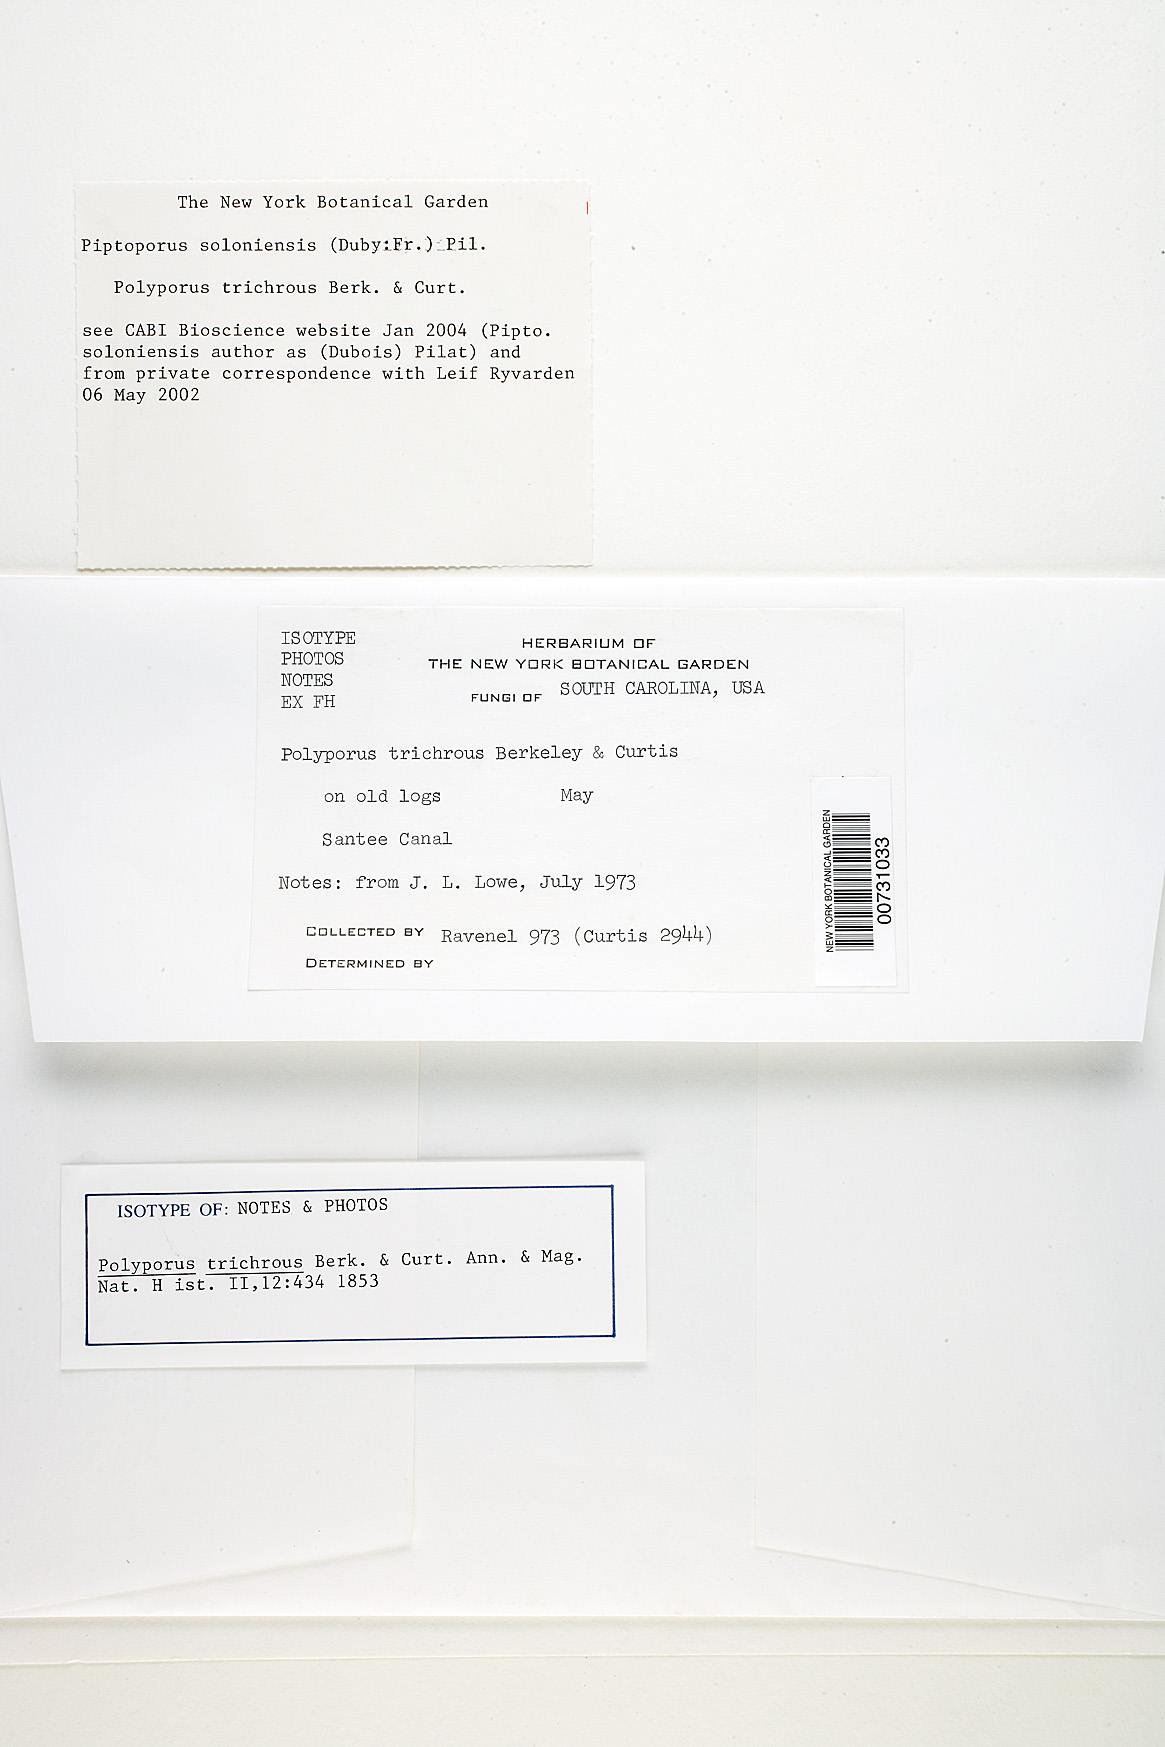 The New York Botanical Garden
Piptoporus soloniensis (Duby:Fr.) Pil.
Polyporus trichrous Berk. & Curt.
see CABI Bioscience website Jan 2004 (Pipto.
soloniensis author as (Dubois) Pilat) and
from private correspondence with Leif Ryvarden
06 May 2002
ISOTYPE
PHOTOS
NOTES
EX FH
HERBARIUM OF
THE NEW YORK BOTANICAL GARDEN
FUNGI OF SOUTH CAROLINA, USA
Polyporus trichrous Berkeley & Curtis
on old logs May
Santee Canal
Notes: from J. L. Lowe, July 1973
COLLECTED BY Ravenel 973 (Curtis 2944)
DETERMINED BY
NEW YORK BOTANICAL GARDEN
00731033
ISOTYPE OF: NOTES & PHOTOS
Polyporus trichrous Berk. & Curt. Ann. & Mag.
Nat. H ist. II,12:434 1853